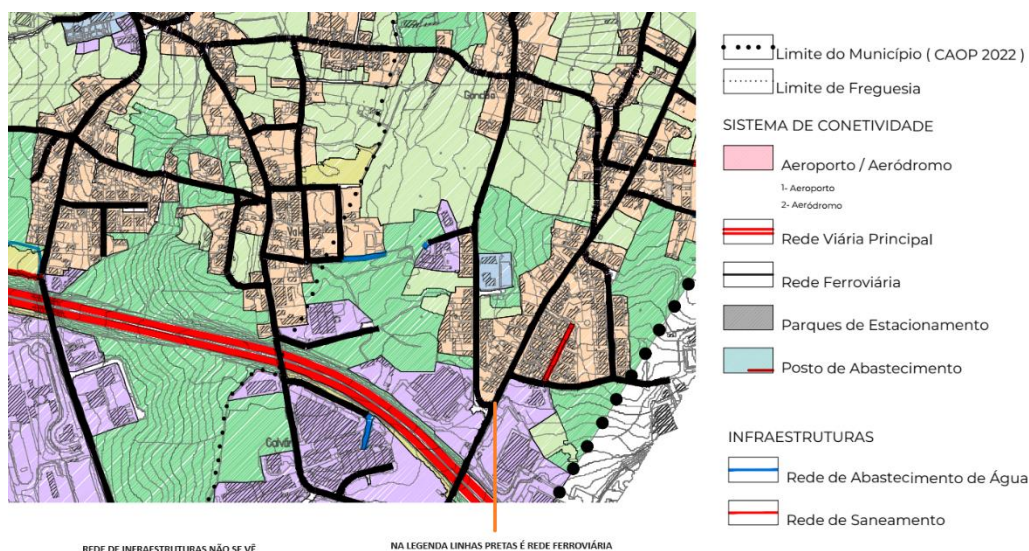 Gondão
Limite do Município ( CAOP 2022 )
Limite de Freguesia
SISTEMA DE CONETIVIDADE
Aeroporto / Aeródromo
1- Aeroporto
2- Aeródromo
Rede Viária Principal
Rede Ferroviária
Parques de Estacionamento
Posto de Abastecimento
INFRAESTRUTURAS
Rede de Abastecimento de Água
Rede de Saneamento
REDE DE INFRAESTRUTURAS NÃO SE VÊ
NA LEGENDA LINHAS PRETAS É REDE FERROVIÁRIA